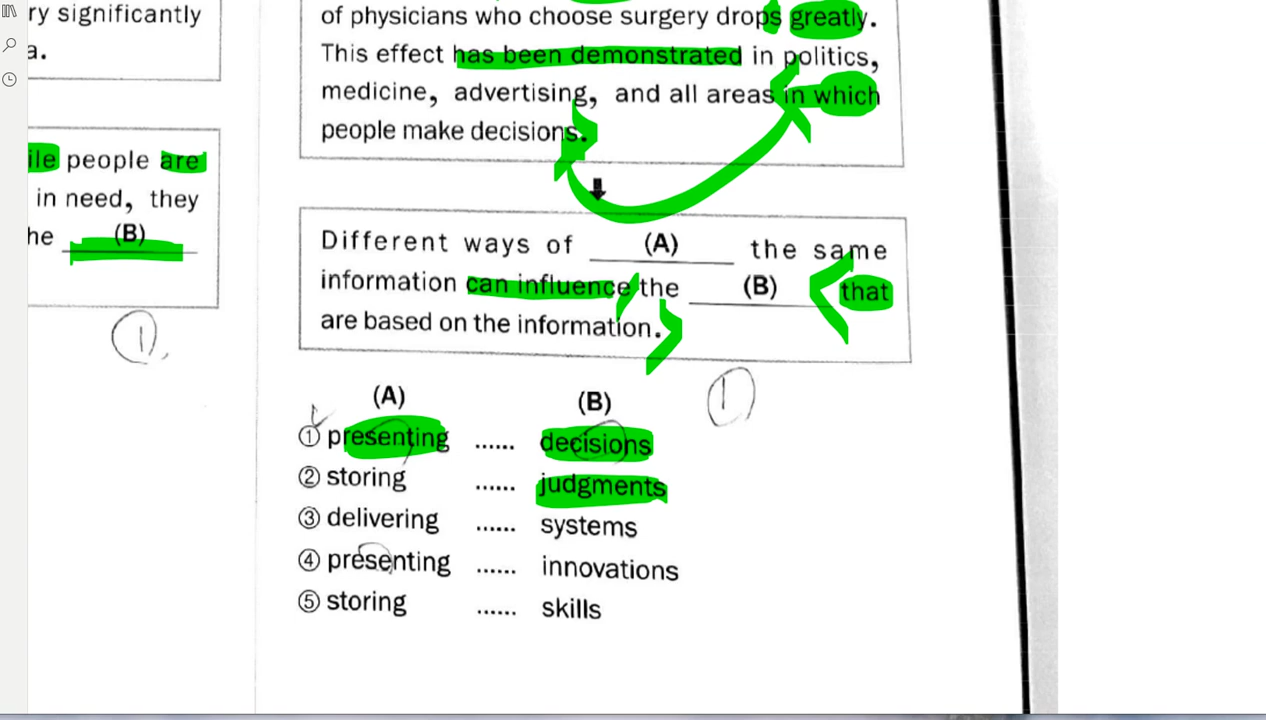 ry significantly
a.
ile people are
in need, they
he (B)
①
of physicians who choose surgery drops greatly.
This effect has been demonstrated in politics,
medicine, advertising, and all areas in which
people make decisions.
Different ways of (A) the same
information can influence the (B) that
are based on the information.
①
(A) (B)
① presenting ...... decisions
② storing ...... judgments
③ delivering ...... systems
④ presenting ...... innovations
⑤ storing ...... skills